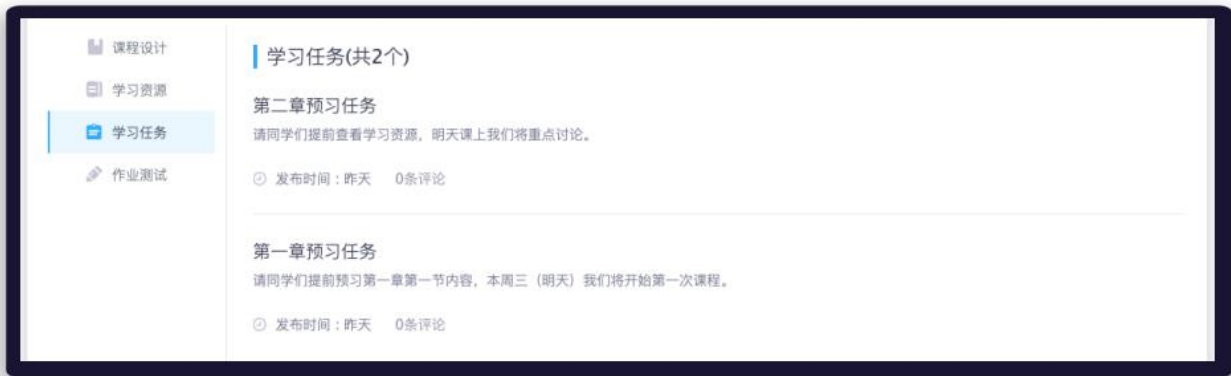 课程设计
学习资源
学习任务
作业测试
学习任务(共2个)
第二章预习任务
请同学们提前查看学习资源，明天课上我们将重点讨论。
发布时间：昨天 0条评论
第一章预习任务
请同学们提前预习第一章第一节内容，本周三（明天）我们将开始第一次课程。
发布时间：昨天 0条评论